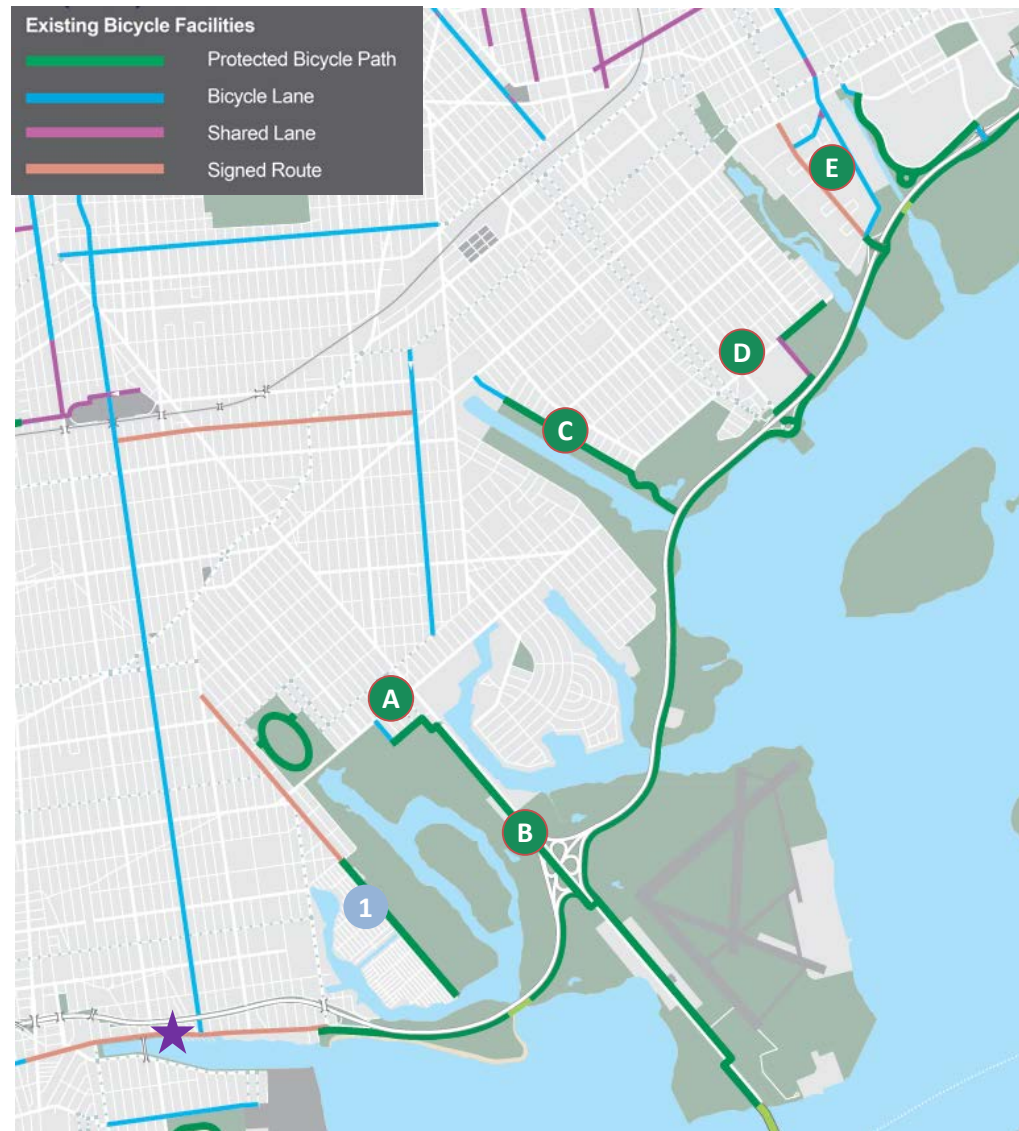 Existing Bicycle Facilities
Protected Bicycle Path
Bicycle Lane
Shared Lane
Signed Route
E
D
C
A
B
1